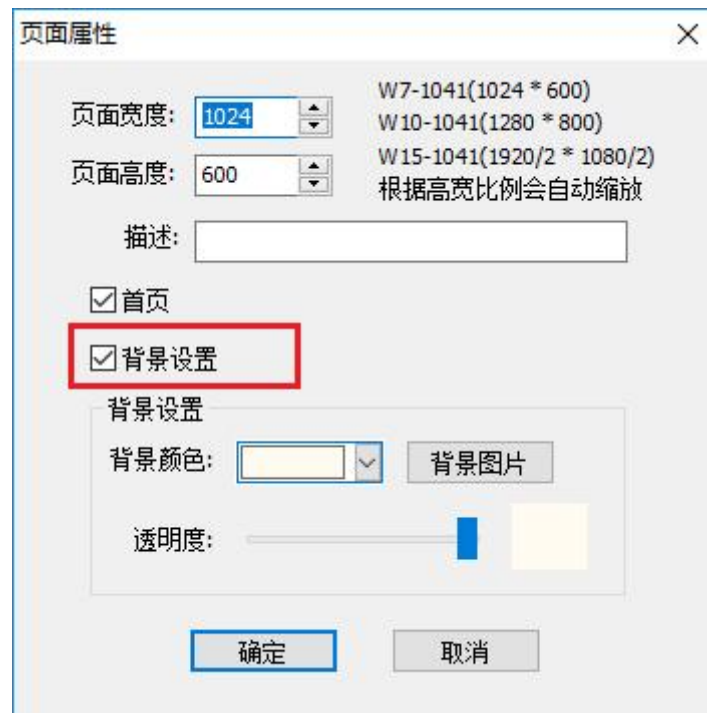 页面属性
页面宽度: 1024
W7-1041(1024 * 600)
W10-1041(1280 * 800)
页面高度: 600
W15-1041(1920/2 * 1080/2)
根据高宽比例会自动缩放
描述:
首页
背景设置
背景设置
背景颜色:
背景图片
透明度:
确定
取消